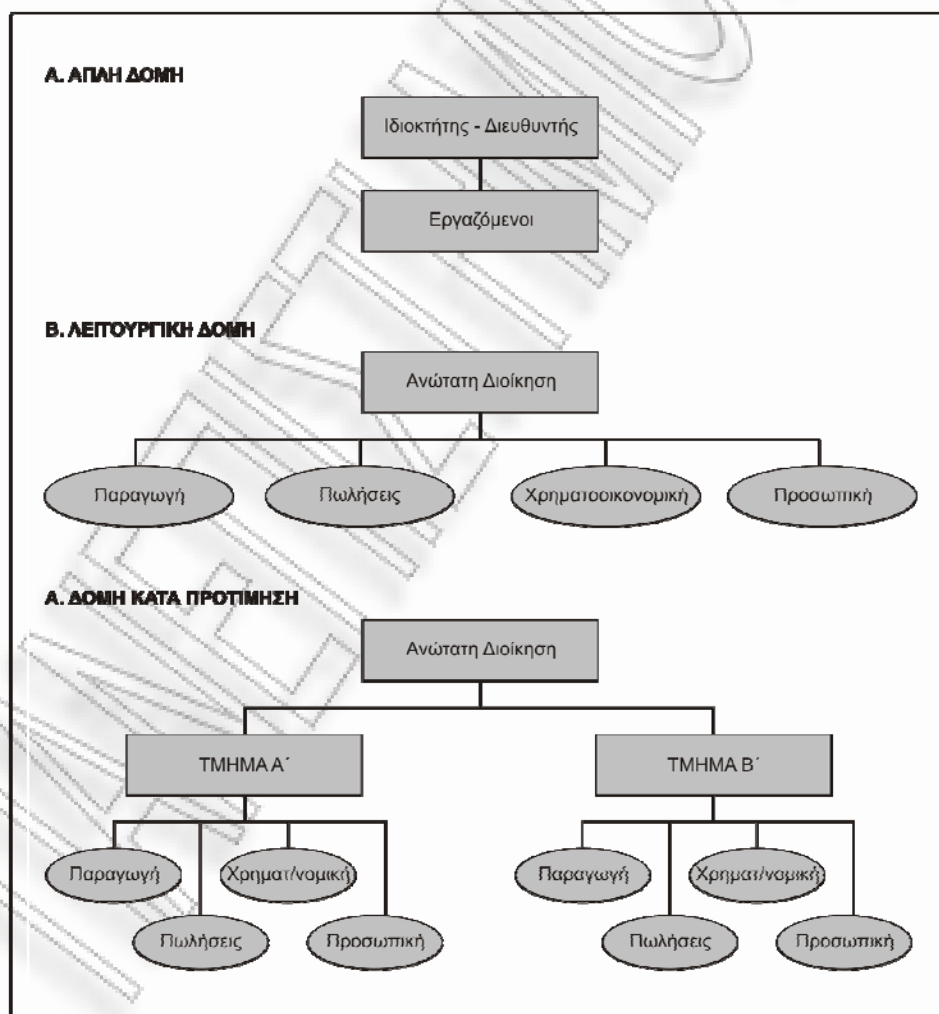 Α. ΑΠΛΗ ΔΟΜΗ
Ιδιοκτήτης - Διευθυντής
Εργαζόμενοι
Β. ΛΕΙΤΟΥΡΓΙΚΗ ΔΟΜΗ
Ανώτατη Διοίκηση
Παραγωγή Πωλήσεις Χρηματοοικονομική Προσωπική
Α. ΔΟΜΗ ΚΑΤΑ ΠΡΟΤΙΜΗΣΗ
Ανώτατη Διοίκηση
ΤΜΗΜΑ Α΄ ΤΜΗΜΑ Β΄
Παραγωγή Χρηματ/νομική Παραγωγή Χρηματ/νομική
Πωλήσεις Προσωπική Πωλήσεις Προσωπική